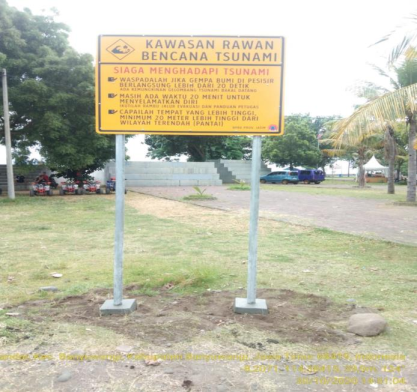 KAWASAN RAWAN
BENCANA TSUNAMI
SIAGA MENGHADAPI TSUNAMI
WASPADALAH JIKA GEMPA BUMI DI PESISIR
BERLANGSUNG LEBIH DARI 20 DETIK
MASIH ADA WAKTU 20 MENIT UNTUK
MENYELAMATKAN DIRI
CAPAILAH TEMPAT YANG LEBIH TINGGI
MINIMUM 20 METER LEBIH TINGGI DARI
WILAYAH TERENDAH (PANTAI)